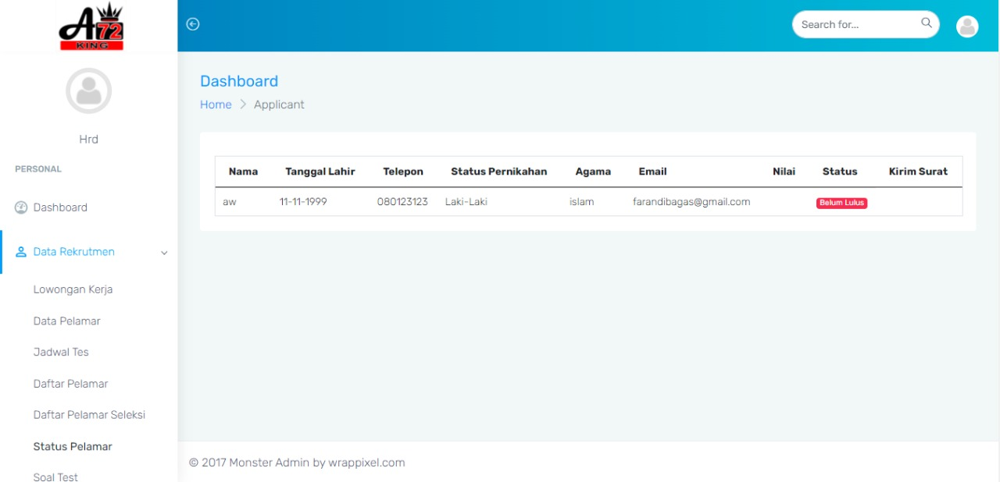 A72
KING
Search for...
Hrd
PERSONAL
Dashboard
Data Rekrutmen
Lowongan Kerja
Data Pelamar
Jadwal Tes
Daftar Pelamar
Daftar Pelamar Seleksi
Status Pelamar
Soal Test
Dashboard
Home > Applicant
Nama Tanggal Lahir Telepon Status Pernikahan Agama Email Nilai Status Kirim Surat
aw 11-11-1999 080123123 Laki-Laki islam farandibagas@gmail.com Belum Lulus
© 2017 Monster Admin by wrappixel.com